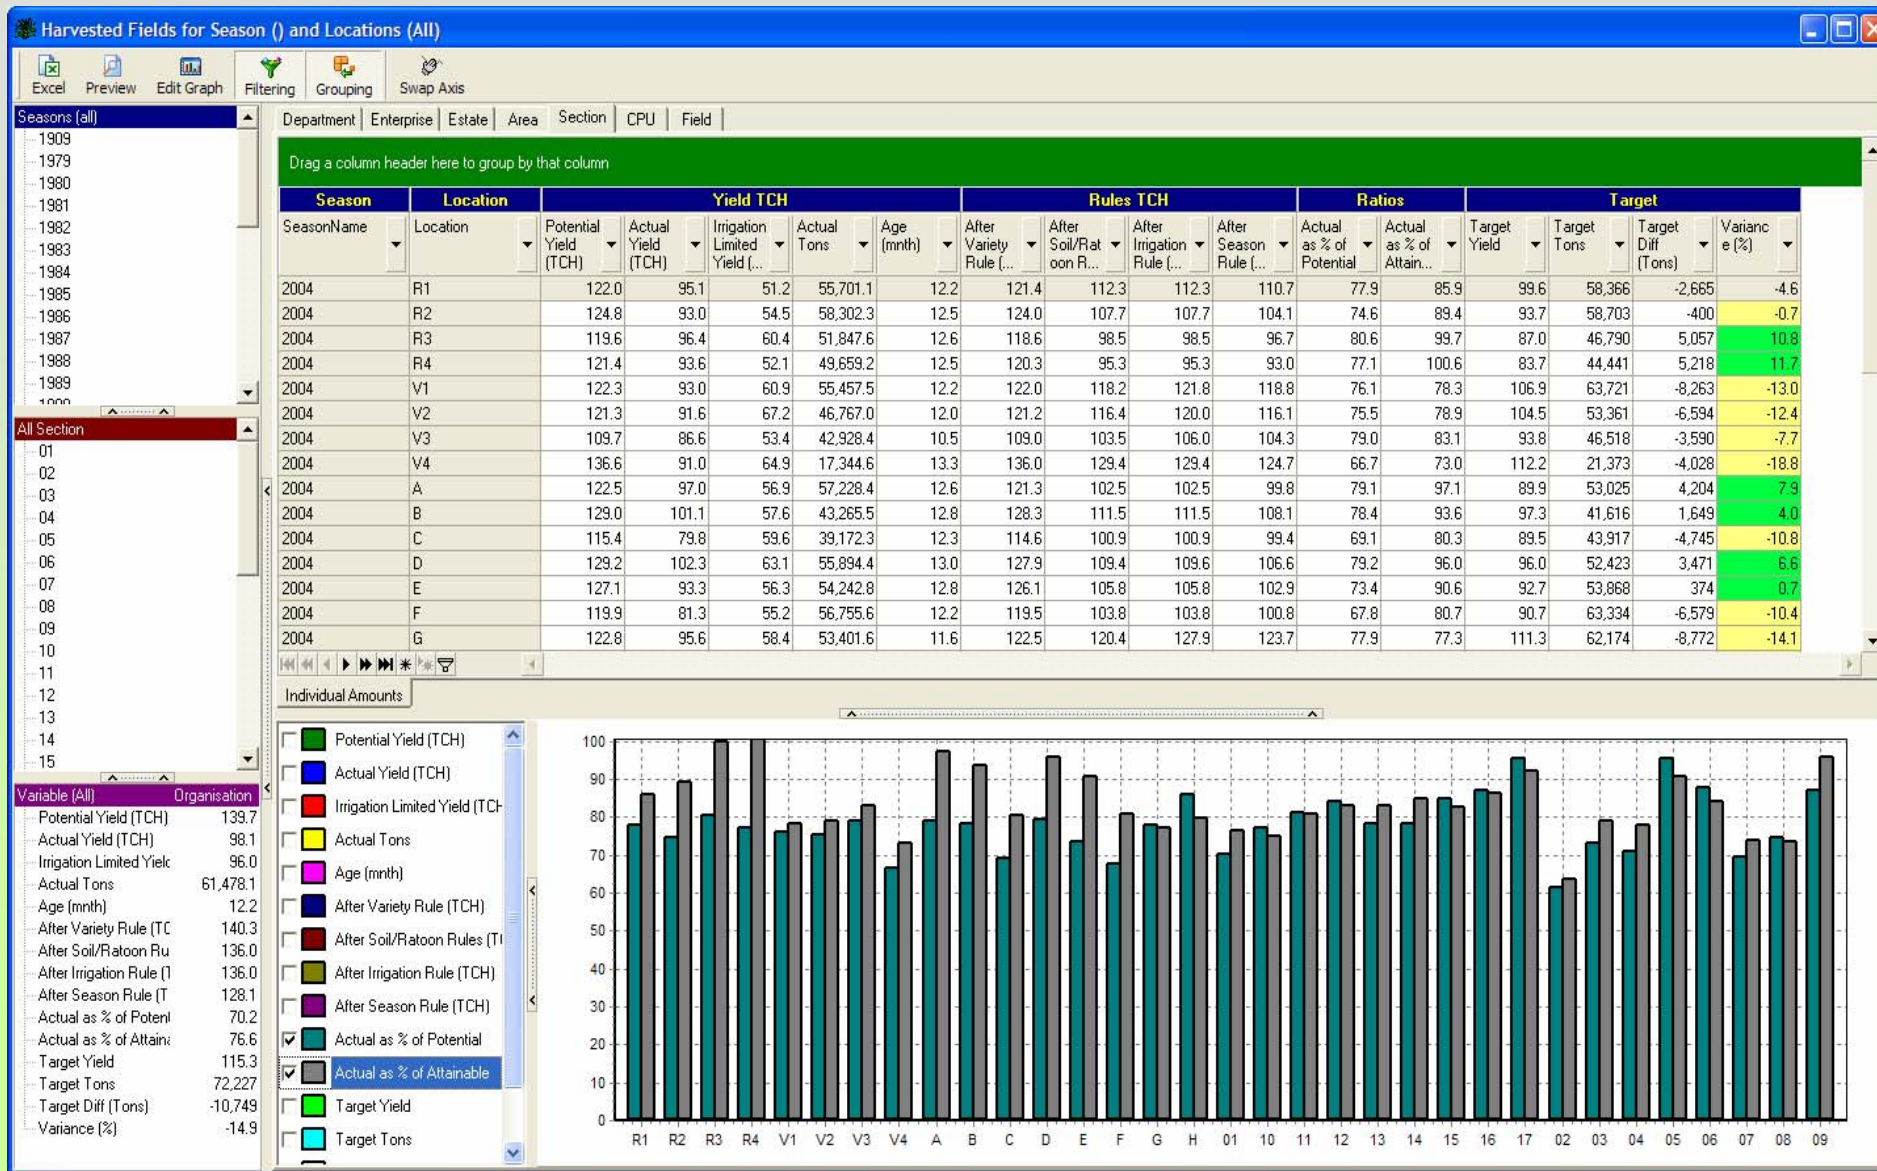 Harvested Fields for Season () and Locations (All)
Excel Preview Edit Graph Filtering Grouping Swap Axis
Seasons (all)
1909
1979
1980
1981
1982
1983
1984
1985
1986
1987
1988
1989
All Section
01
02
03
04
05
06
07
08
09
10
11
12
13
14
15
Variable (All) Organisation
Potential Yield (TCH) 139.7
Actual Yield (TCH) 98.1
Irrigation Limited Yield 96.0
Actual Tons 61,478.1
Age (mnth) 12.2
After Variety Rule (TC 140.3
After Soil/Ratoon Ru 136.0
After Irrigation Rule (T 136.0
After Season Rule (T 128.1
Actual as % of Potent 70.2
Actual as % of Attaina 76.6
Target Yield 115.3
Target Tons 72,227
Target Diff (Tons) -10,749
Variance (%) -14.9
Department Enterprise Estate Area Section CPU Field
Drag a column header here to group by that column
Season Location Yield TCH Rules TCH Ratios Target
SeasonName Location Potential Yield (TCH) Actual Yield (TCH) Irrigation Limited Yield (... Actual Tons Age (mnth) After Variety Rule (... After Soil/Rat oon R... After Irrigation Rule (... After Season Rule (... Actual as % of Potential Actual as % of Attain... Target Yield Target Tons Target Diff (Tons) Varianc e (%)
2004 R1 122.0 95.1 51.2 55,701.1 12.2 121.4 112.3 112.3 110.7 77.9 85.9 99.6 58,366 -2,665 -4.6
2004 R2 124.8 93.0 54.5 58,302.3 12.5 124.0 107.7 107.7 104.1 74.6 89.4 93.7 58,703 -400 -0.7
2004 R3 119.6 96.4 60.4 51,847.6 12.6 118.6 98.5 98.5 96.7 80.6 99.7 87.0 46,790 5,057 10.8
2004 R4 121.4 93.6 52.1 49,659.2 12.5 120.3 95.3 95.3 93.0 77.1 100.6 83.7 44,441 5,218 11.7
2004 V1 122.3 93.0 60.9 55,457.5 12.2 122.0 118.2 121.8 118.8 76.1 78.3 106.9 63,721 -8,263 -13.0
2004 V2 121.3 91.6 67.2 46,767.0 12.0 121.2 116.4 120.0 116.1 75.5 78.9 104.5 53,361 -6,594 -12.4
2004 V3 109.7 86.6 53.4 42,928.4 10.5 109.0 103.5 106.0 104.3 79.0 83.1 93.8 46,518 -3,590 -7.7
2004 V4 136.6 91.0 64.9 17,344.6 13.3 136.0 129.4 129.4 124.7 66.7 73.0 112.2 21,373 -4,028 -18.8
2004 A 122.5 97.0 56.9 57,228.4 12.6 121.3 102.5 102.5 99.8 79.1 97.1 89.9 53,025 4,204 7.9
2004 B 129.0 101.1 57.6 43,265.5 12.8 128.3 111.5 111.5 108.1 78.4 93.6 97.3 41,616 1,649 4.0
2004 C 115.4 79.8 59.6 39,172.3 12.3 114.6 100.9 100.9 99.4 69.1 80.3 89.5 43,917 -4,745 -10.8
2004 D 129.2 102.3 63.1 55,894.4 13.0 127.9 109.4 109.6 106.6 79.2 96.0 96.0 52,423 3,471 6.6
2004 E 127.1 93.3 56.3 54,242.8 12.8 126.1 105.8 105.8 102.9 73.4 90.6 92.7 53,868 374 0.7
2004 F 119.9 81.3 55.2 56,755.6 12.2 119.5 103.8 103.8 100.8 67.8 80.7 90.7 63,334 -6,579 -10.4
2004 G 122.8 95.6 58.4 53,401.6 11.6 122.5 120.4 127.9 123.7 77.9 77.3 111.3 62,174 -8,772 -14.1
Individual Amounts
Potential Yield (TCH)
Actual Yield (TCH)
Irrigation Limited Yield (TCH
Actual Tons
Age (mnth)
After Variety Rule (TCH)
After Soil/Ratoon Rules (T
After Irrigation Rule (TCH)
After Season Rule (TCH)
Actual as % of Potential
Actual as % of Attainable
Target Yield
Target Tons
100
90
80
70
60
50
40
30
20
10
0
R1 R2 R3 R4 V1 V2 V3 V4 A B C D E F G H 01 10 11 12 13 14 15 16 17 02 03 04 05 06 07 08 09